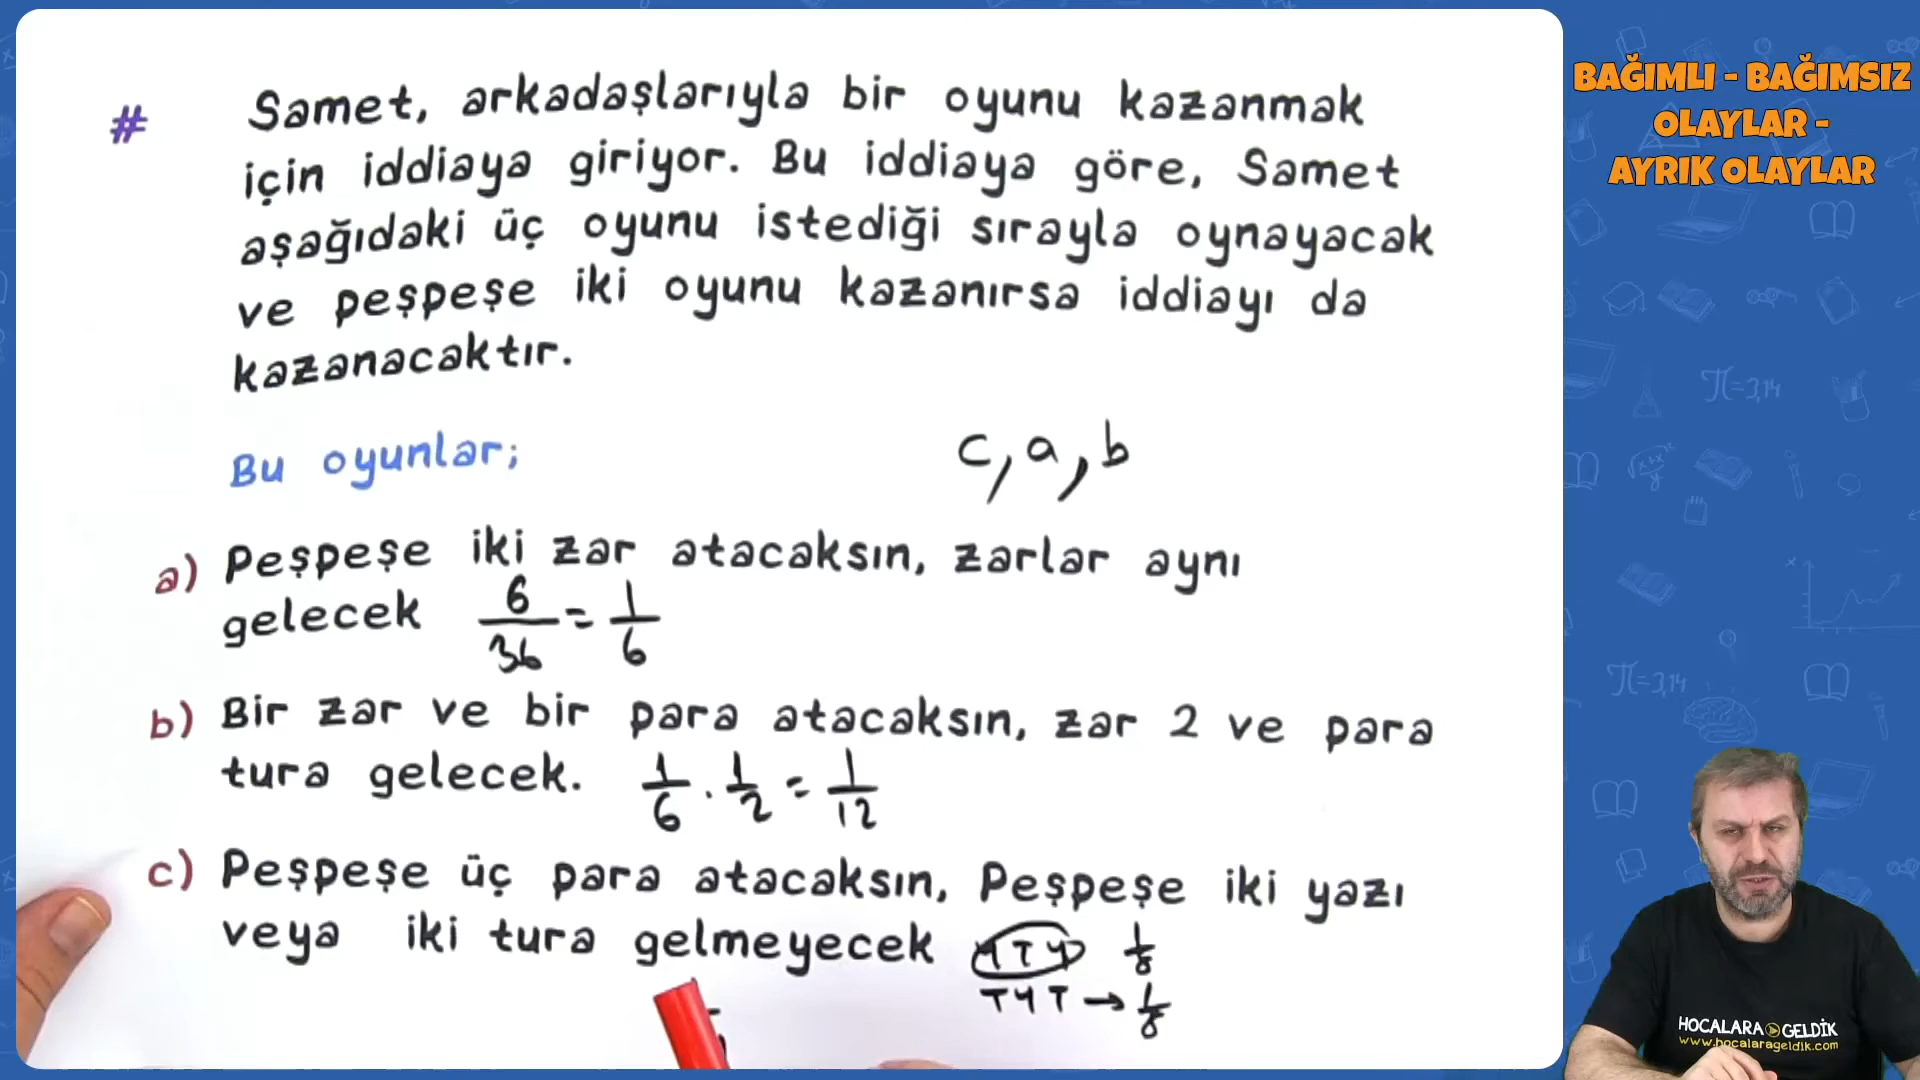 BAĞIMLI - BAĞIMSIZ
OLAYLAR -
AYRIK OLAYLAR
# Samet, arkadaşlarıyla bir oyunu kazanmak
için iddiaya giriyor. Bu iddiaya göre, Samet
aşağıdaki üç oyunu istediği sırayla oynayacak
ve peşpeşe iki oyunu kazanırsa iddiayı da
kazanacaktır.
Bu oyunlar;
c, a, b
a) Peşpeşe iki zar atacaksın, zarlar aynı
gelecek 6/36 = 1/6
b) Bir zar ve bir para atacaksın, zar 2 ve para
tura gelecek. 1/6 . 1/2 = 1/12
c) Peşpeşe üç para atacaksın, Peşpeşe iki yazı
veya iki tura gelmeyecek YTY 1/8
TYT → 1/8
HOCALARA GELDİK
www.hocalarageldik.com
π=3,14
π=3,14